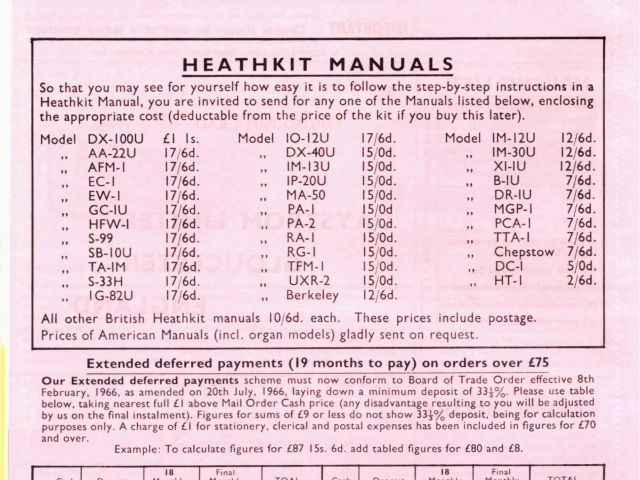 HEATHKIT MANUALS
So that you may see for yourself how easy it is to follow the step-by-step instructions in a
Heathkit Manual, you are invited to send for any one of the Manuals listed below, enclosing
the appropriate cost (deductable from the price of the kit if you buy this later).
Model DX-100U £1 1s. Model IO-12U 17/6d. Model IM-12U 12/6d.
„ AA-22U 17/6d. „ DX-40U 15/0d. „ IM-30U 12/6d.
„ AFM-1 17/6d. „ IM-13U 15/0d. „ XI-IU 12/6d.
„ EC-1 17/6d. „ IP-20U 15/0d. „ B-IU 7/6d.
„ EW-1 17/6d. „ MA-50 15/0d „ DR-IU 7/6d.
„ GC-IU 17/6d. „ PA-1 15/0d „ MGP-1 7/6d.
„ HFW-1 17/6d. „ PA-2 15/0d. „ PCA-1 7/6d.
„ S-99 17/6d. „ RA-1 15/0d. „ TTA-1 7/6d.
„ SB-10U 17/6d. „ RG-1 15/0d. „ Chepstow 7/6d.
„ TA-IM 17/6d. „ TFM-1 15/0d. „ DC-1 5/0d.
„ S-33H 17/6d. „ UXR-2 15/0d. „ HT-1 2/6d.
„ IG-82U 17/6d. „ Berkeley 12/6d.
All other British Heathkit manuals 10/6d. each. These prices include postage.
Prices of American Manuals (incl. organ models) gladly sent on request.
Extended deferred payments (19 months to pay) on orders over £75
Our Extended deferred payments scheme must now conform to Board of Trade Order effective 8th
February, 1966, as amended on 20th July, 1966, laying down a minimum deposit of 33⅓%. Please use table
below, taking nearest full £1 above Mail Order Cash price (any disadvantage resulting to you will be adjusted
by us on the final instalment). Figures for sums of £9 or less do not show 33⅓% deposit, being for calculation
purposes only. A charge of £1 for stationery, clerical and postal expenses has been included in figures for £70
and over.
Example: To calculate figures for £87 15s. 6d. add tabled figures for £80 and £8.
18 Final 18 Final